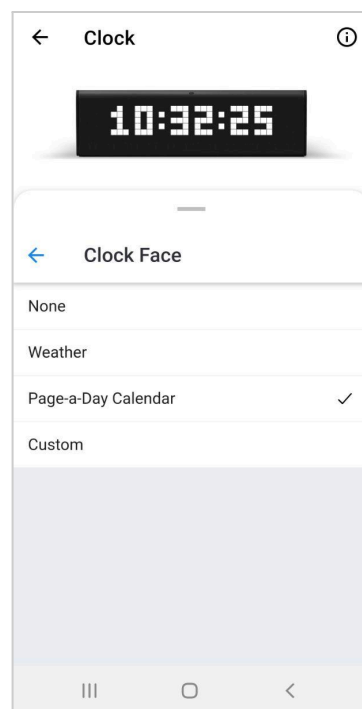 Clock
10:32:25
Clock Face
None
Weather
Page-a-Day Calendar
Custom